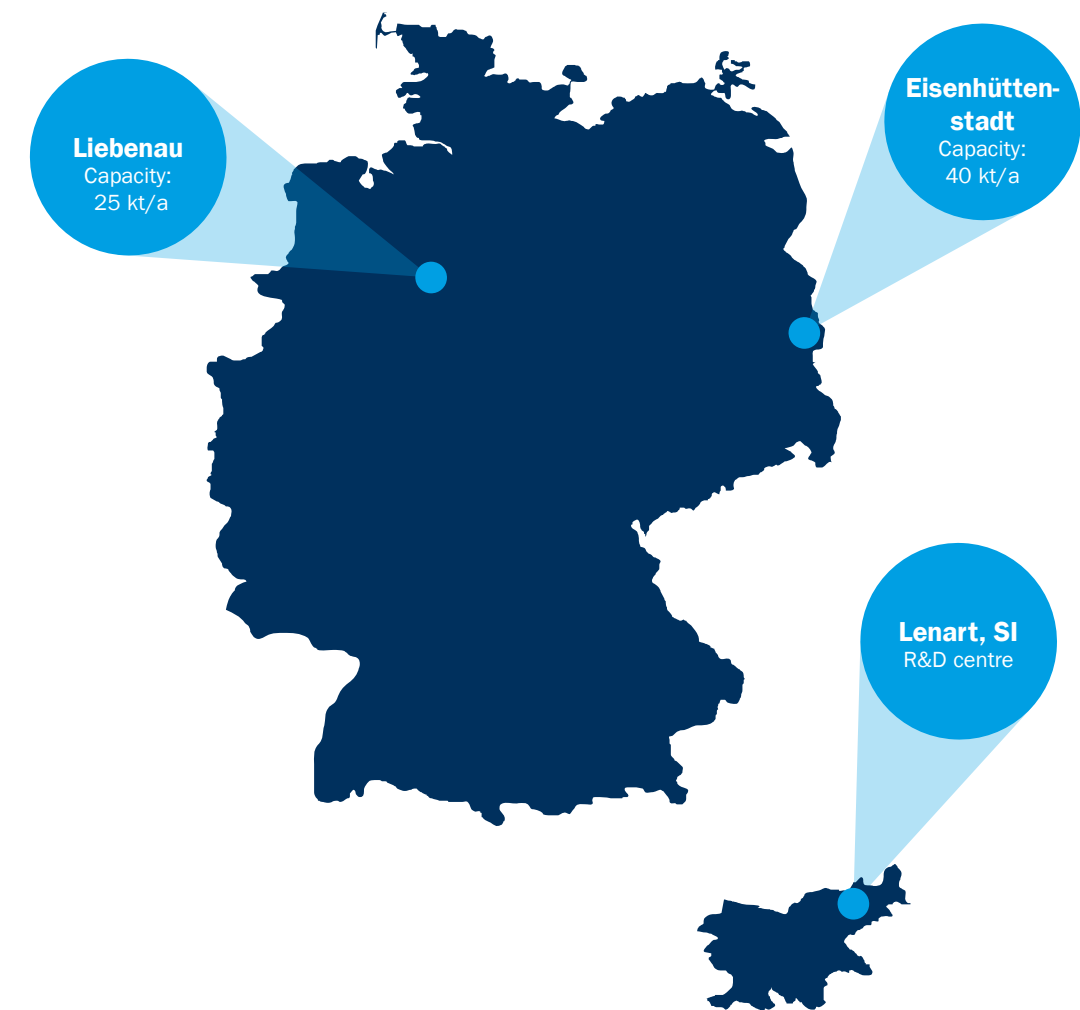 Liebenau
Capacity:
25 kt/a
Eisenhütten-
stadt
Capacity:
40 kt/a
Lenart, SI
R&D centre